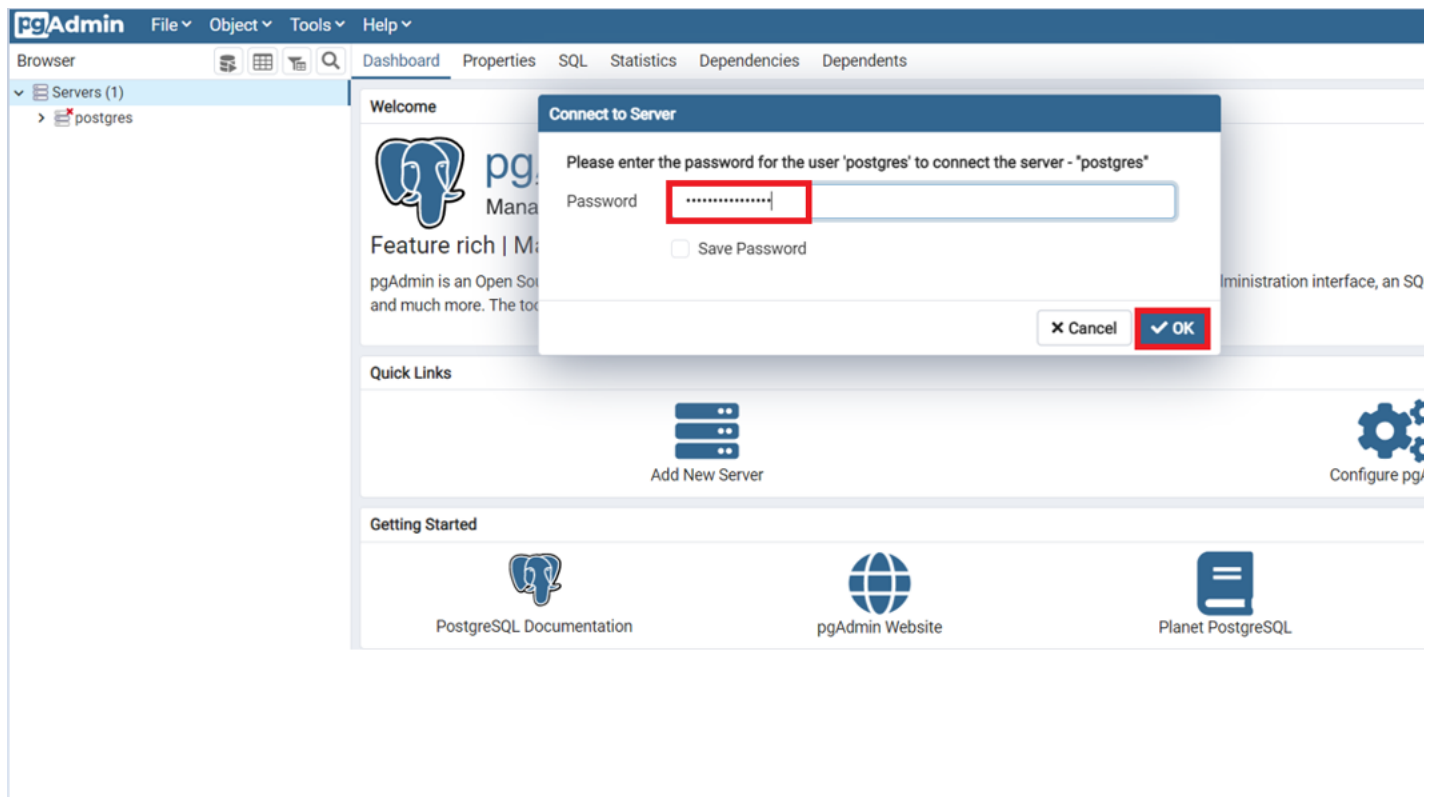 pgAdmin File Object Tools Help
Browser
Dashboard Properties SQL Statistics Dependencies Dependents
Servers (1)
postgres
Welcome
Connect to Server
Please enter the password for the user 'postgres' to connect the server - "postgres"
Password ••••••••••••••••
Save Password
Cancel OK
pg
Mana
Feature rich | Ma
pgAdmin is an Open Sou
ministration interface, an SQ
and much more. The too
Quick Links
Add New Server
Configure pgA
Getting Started
PostgreSQL Documentation
pgAdmin Website
Planet PostgreSQL